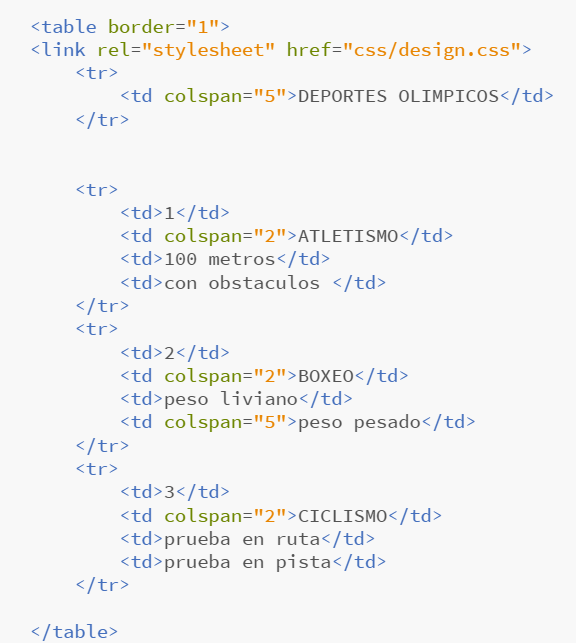 <table border="1">
<link rel="stylesheet" href="css/design.css">
<tr>
<td colspan="5">DEPORTES OLIMPICOS</td>
</tr>
<tr>
<td>1</td>
<td colspan="2">ATLETISMO</td>
<td>100 metros</td>
<td>con obstaculos </td>
</tr>
<tr>
<td>2</td>
<td colspan="2">BOXEO</td>
<td>peso liviano</td>
<td colspan="5">peso pesado</td>
</tr>
<tr>
<td>3</td>
<td colspan="2">CICLISMO</td>
<td>prueba en ruta</td>
<td>prueba en pista</td>
</tr>
</table>